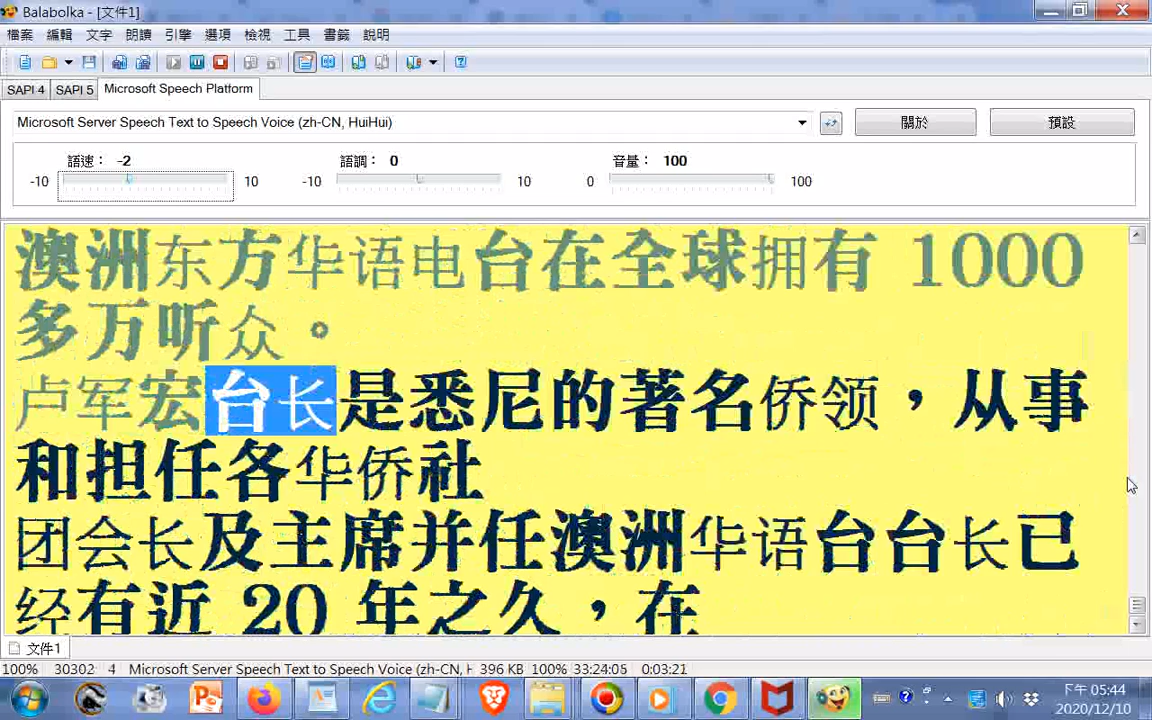 Balabolka - [文件1]
檔案 編輯 文字 朗讀 引擎 選項 檢視 工具 書籤 說明
SAPI 4 SAPI 5 Microsoft Speech Platform
Microsoft Server Speech Text to Speech Voice (zh-CN, HuiHui) 關於 預設
語速： -2 語調： 0 音量： 100
-10 10 -10 10 0 100
澳洲东方华语电台在全球拥有 1000
多万听众。
卢军宏台长是悉尼的著名侨领，从事
和担任各华侨社
团会长及主席并任澳洲华语台台长已
经有近 20 年之久，在
文件1
100% 30302 4 Microsoft Server Speech Text to Speech Voice (zh-CN, H 396 KB 100% 33:24:05 0:03:21
下午 05:44
2020/12/10